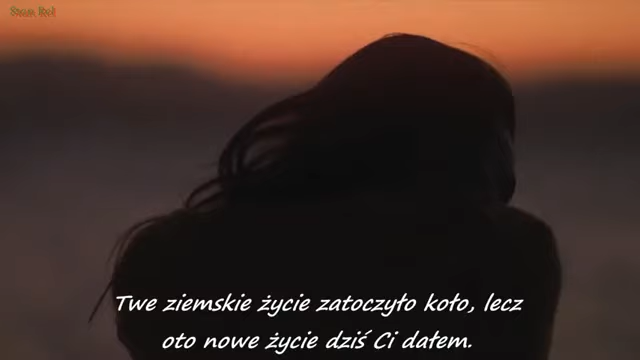 Twe ziemskie życie zatoczyło koło, lecz
oto nowe życie dziś Ci dałem.